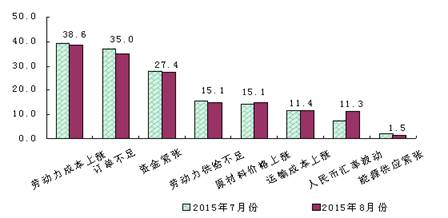 50.0
40.0
30.0
20.0
10.0
0.0
38.6
35.0
27.4
15.1
15.1
11.4
11.3
1.5
劳动力成本上涨
订单不足
资金紧张
劳动力供给不足
原材料价格上涨
运输成本上涨
人民币汇率波动
能源供应紧张
2015年7月份
2015年8月份